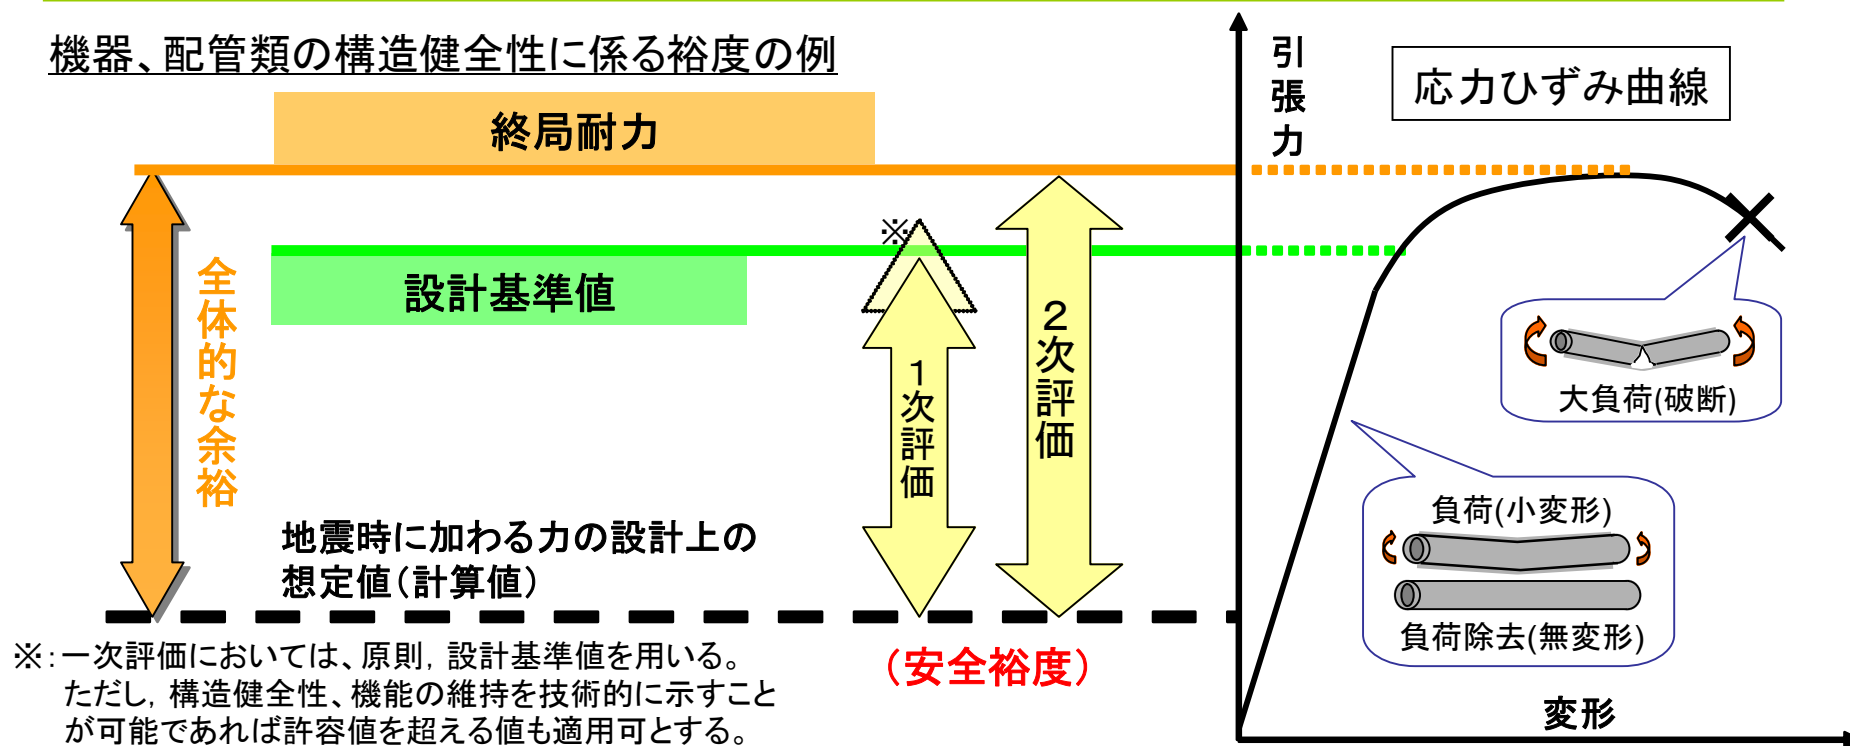 機器、配管類の構造健全性に係る裕度の例
終局耐力
設計基準値
全体的な余裕
※
1次評価
2次評価
地震時に加わる力の設計上の
想定値(計算値)
(安全裕度)
※:一次評価においては、原則,設計基準値を用いる。
ただし,構造健全性、機能の維持を技術的に示すこと
が可能であれば許容値を超える値も適用可とする。
引張力
応力ひずみ曲線
大負荷(破断)
負荷(小変形)
負荷除去(無変形)
変形